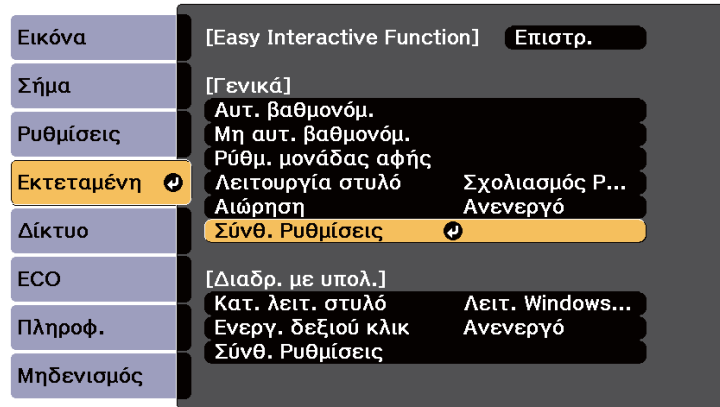 Εικόνα
Σήμα
Ρυθμίσεις
Εκτεταμένη
Δίκτυο
ECO
Πληροφ.
Μηδενισμός
[Easy Interactive Function] Επιστρ.
[Γενικά]
Αυτ. βαθμονόμ.
Μη αυτ. βαθμονόμ.
Ρύθμ. μονάδας αφής
Λειτουργία στυλό Σχολιασμός Р...
Αιώρηση Ανενεργό
Σύνθ. Ρυθμίσεις
[Διαδρ. με υπολ.]
Κατ. λειτ. στυλό Λειτ. Windows...
Ενεργ. δεξιού κλικ Ανενεργό
Σύνθ. Ρυθμίσεις